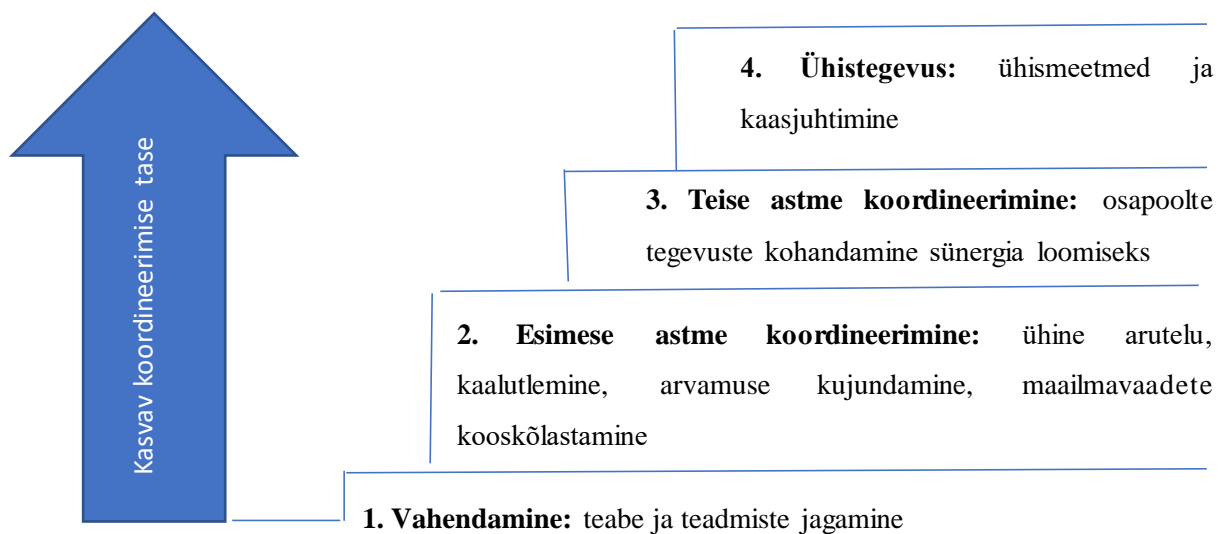 Kasvav koordineerimise tase
4. Ühistegevus: ühismeetmed ja
kaasjuhtimine
3. Teise astme koordineerimine: osapoolte
tegevuste kohandamine sünergia loomiseks
2. Esimese astme koordineerimine: ühine arutelu,
kaalutlemine, arvamuse kujundamine, maailmavaadete
kooskõlastamine
1. Vahendamine: teabe ja teadmiste jagamine